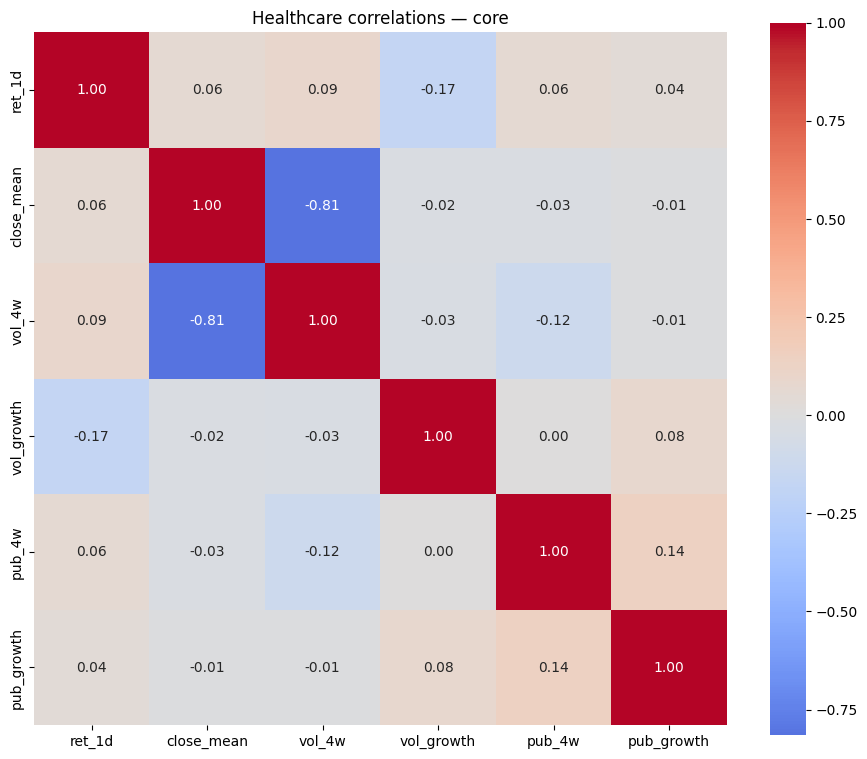 Healthcare correlations — core
ret_1d
1.00 0.06 0.09 -0.17 0.06 0.04
close_mean
0.06 1.00 -0.81 -0.02 -0.03 -0.01
vol_4w
0.09 -0.81 1.00 -0.03 -0.12 -0.01
vol_growth
-0.17 -0.02 -0.03 1.00 0.00 0.08
pub_4w
0.06 -0.03 -0.12 0.00 1.00 0.14
pub_growth
0.04 -0.01 -0.01 0.08 0.14 1.00
ret_1d close_mean vol_4w vol_growth pub_4w pub_growth
1.00
0.75
0.50
0.25
0.00
−0.25
−0.50
−0.75